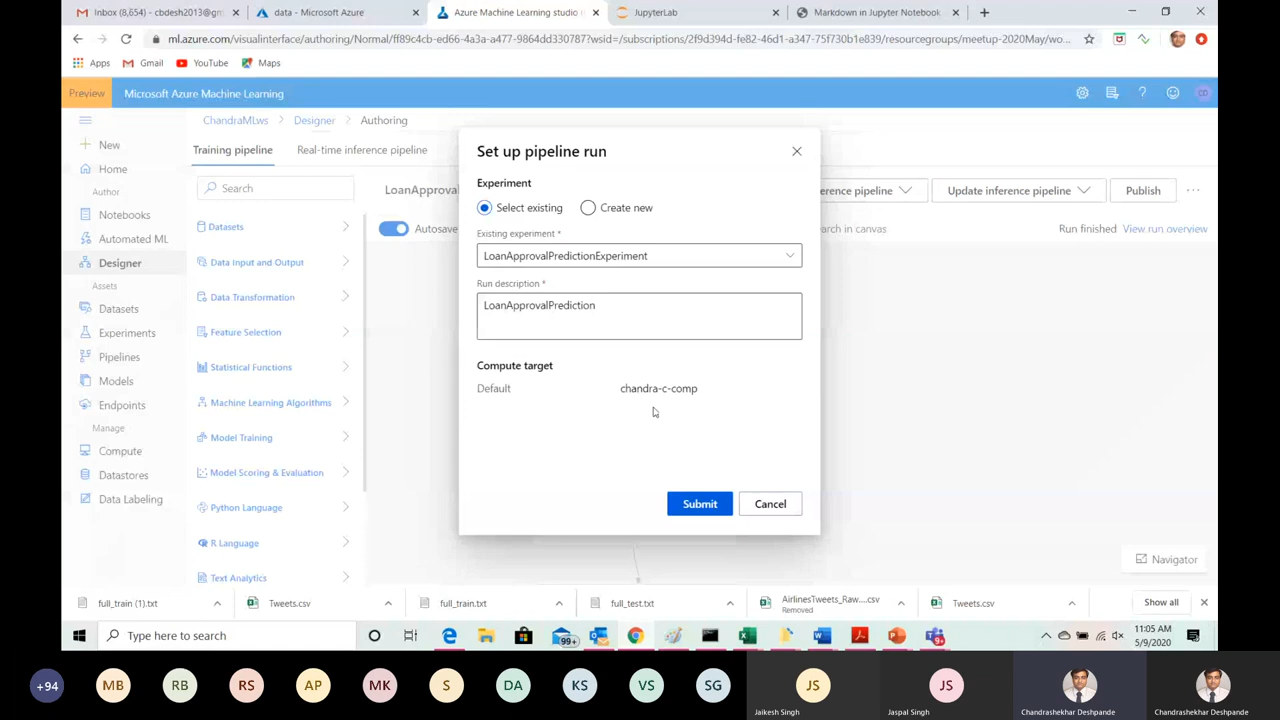 Inbox (8,654) - cbdesh2013@gm
data - Microsoft Azure
Azure Machine Learning studio (
JupyterLab
Markdown in Jupyter Notebook
ml.azure.com/visualinterface/authoring/Normal/ff89c4cb-ed66-4a3a-a477-9864dd330787?wsid=/subscriptions/2f9d394d-fe82-46d1-a347-75f730b1e839/resourcegroups/meetup-2020May/wo...
Apps
Gmail
YouTube
Maps
Preview
Microsoft Azure Machine Learning
CD
ChandraMLws
Designer
Authoring
New
Home
Author
Notebooks
Automated ML
Designer
Assets
Datasets
Experiments
Pipelines
Models
Endpoints
Manage
Compute
Datastores
Data Labeling
Training pipeline
Real-time inference pipeline
Search
Datasets
Data Input and Output
Data Transformation
Feature Selection
Statistical Functions
Machine Learning Algorithms
Model Training
Model Scoring & Evaluation
Python Language
R Language
Text Analytics
LoanApproval
Autosave
erence pipeline
Update inference pipeline
Publish
arch in canvas
Run finished
View run overview
Navigator
Set up pipeline run
Experiment
Select existing
Create new
Existing experiment *
LoanApprovalPredictionExperiment
Run description *
LoanApprovalPrediction
Compute target
Default
chandra-c-comp
Submit
Cancel
full_train (1).txt
Tweets.csv
full_train.txt
full_test.txt
AirlinesTweets_Raw....csv
Removed
Tweets.csv
Show all
Type here to search
99+
9+
11:05 AM
5/9/2020
+94
MB
RB
RS
AP
MK
S
DA
KS
VS
SG
JS
Jaikesh Singh
JS
Jaspal Singh
Chandrashekhar Deshpande
Chandrashekhar Deshpande